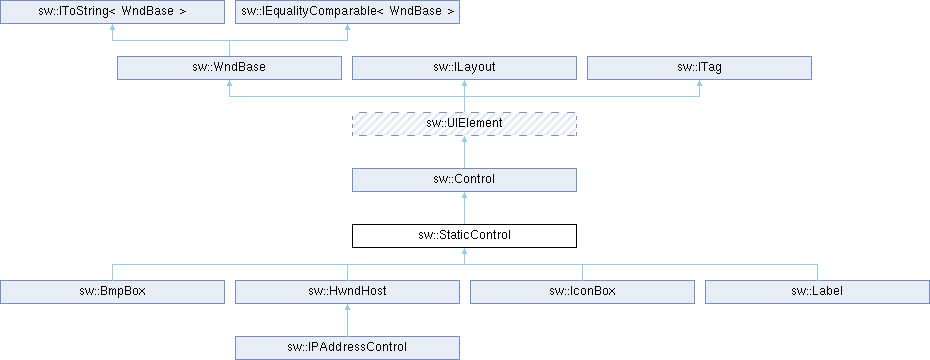 sw::IToString< WndBase >
sw::IEqualityComparable< WndBase >
sw::WndBase
sw::ILayout
sw::ITag
sw::UIElement
sw::Control
sw::StaticControl
sw::BmpBox
sw::HwndHost
sw::IconBox
sw::Label
sw::IPAddressControl